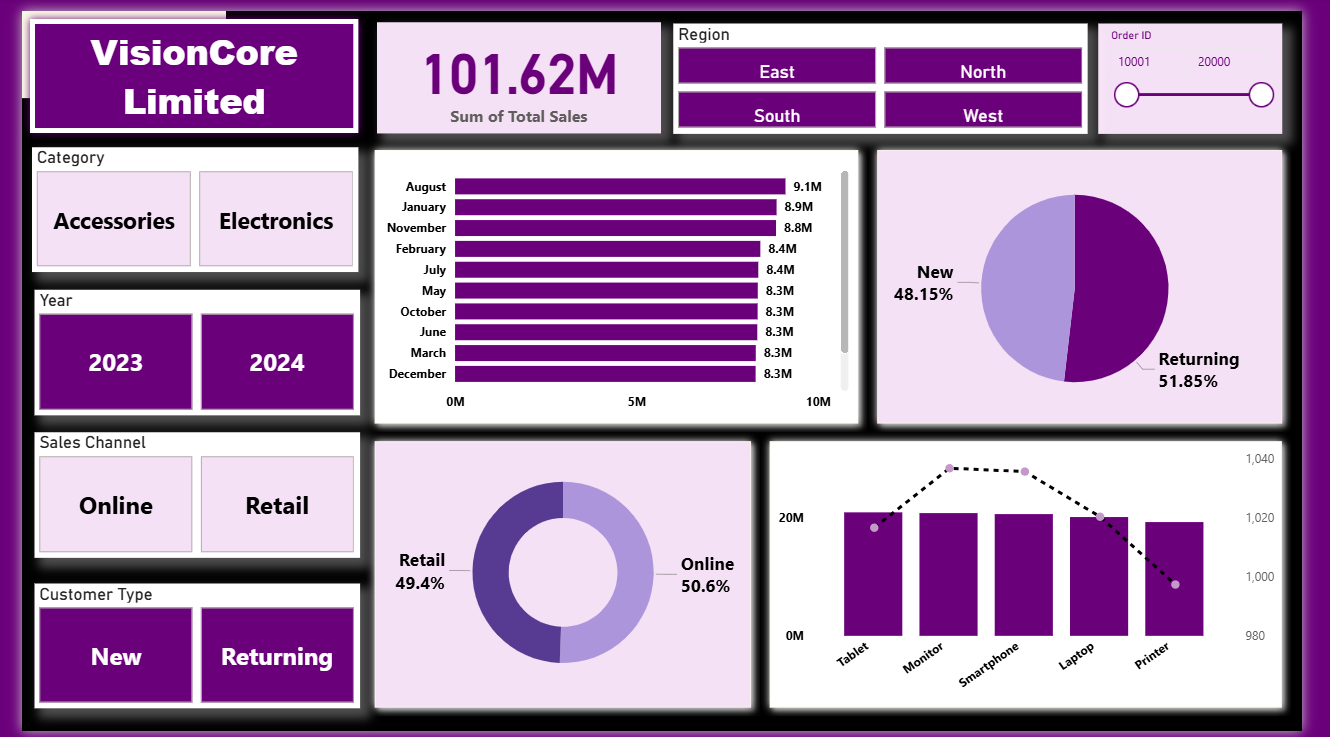 VisionCore
Limited
101.62M
Sum of Total Sales
Region
East
North
South
West
Order ID
10001
20000
Category
Accessories
Electronics
Year
2023
2024
Sales Channel
Online
Retail
Customer Type
New
Returning
August
9.1M
January
8.9M
November
8.8M
February
8.4M
July
8.4M
May
8.3M
October
8.3M
June
8.3M
March
8.3M
December
8.3M
0M
5M
10M
New
48.15%
Returning
51.85%
Retail
49.4%
Online
50.6%
20M
0M
1,040
1,020
1,000
980
Tablet
Monitor
Smartphone
Laptop
Printer